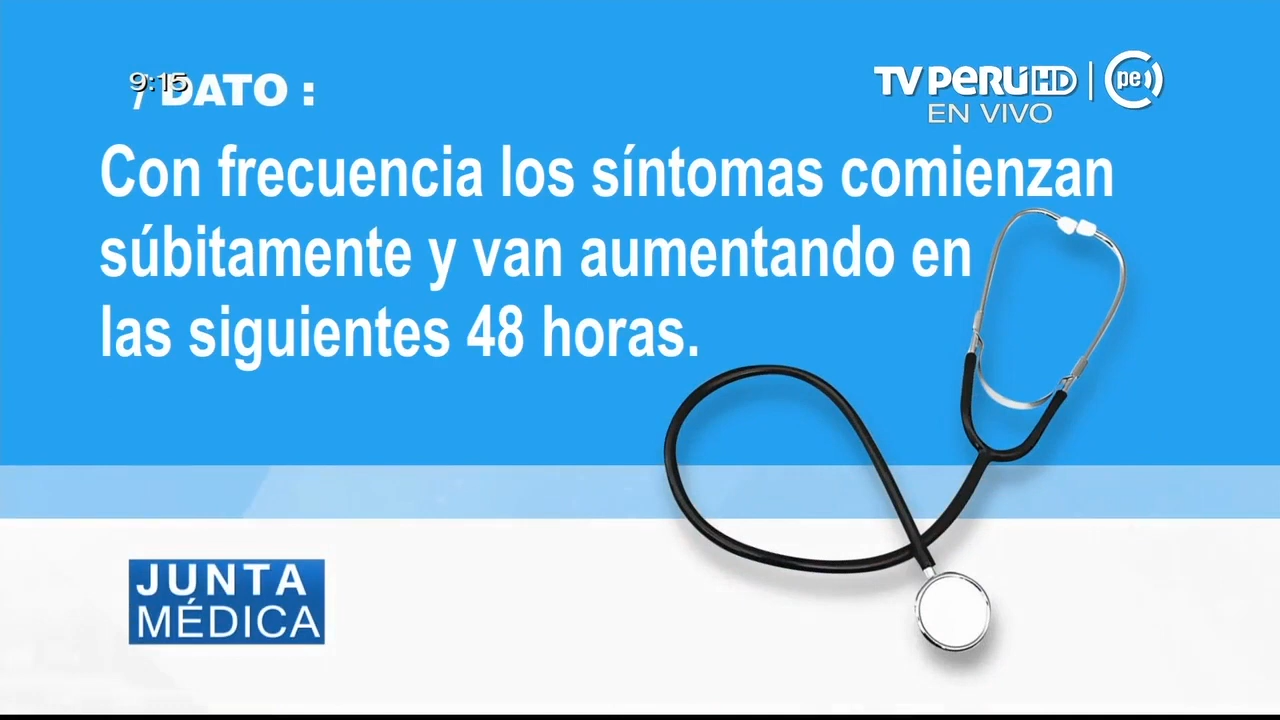 9:15
/ DATO :
TV PERÚ HD
pe
EN VIVO
Con frecuencia los síntomas comienzan
súbitamente y van aumentando en
las siguientes 48 horas.
JUNTA
MÉDICA